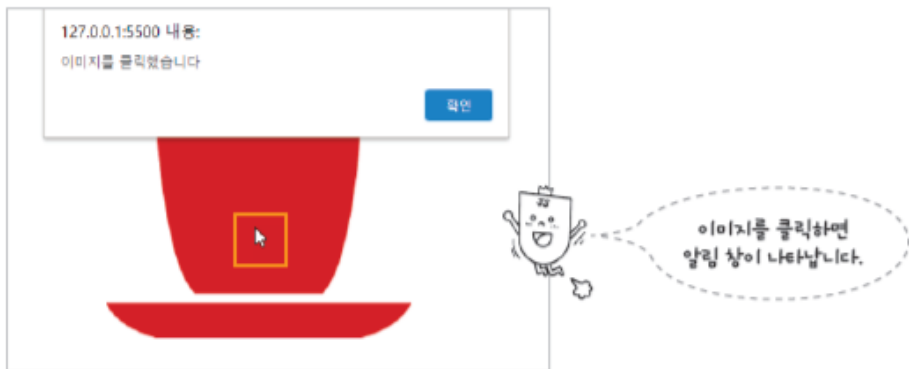 127.0.0.1:5500 내용:
이미지를 클릭했습니다
확인
이미지를 클릭하면
알림 창이 나타납니다.